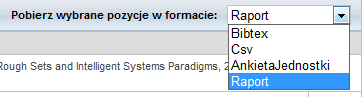 Pobierz wybrane pozycje w formacie: Raport
Bibtex
Csv
Rough Sets and Intelligent Systems Paradigms, 2 AnkietaJednostki
Raport